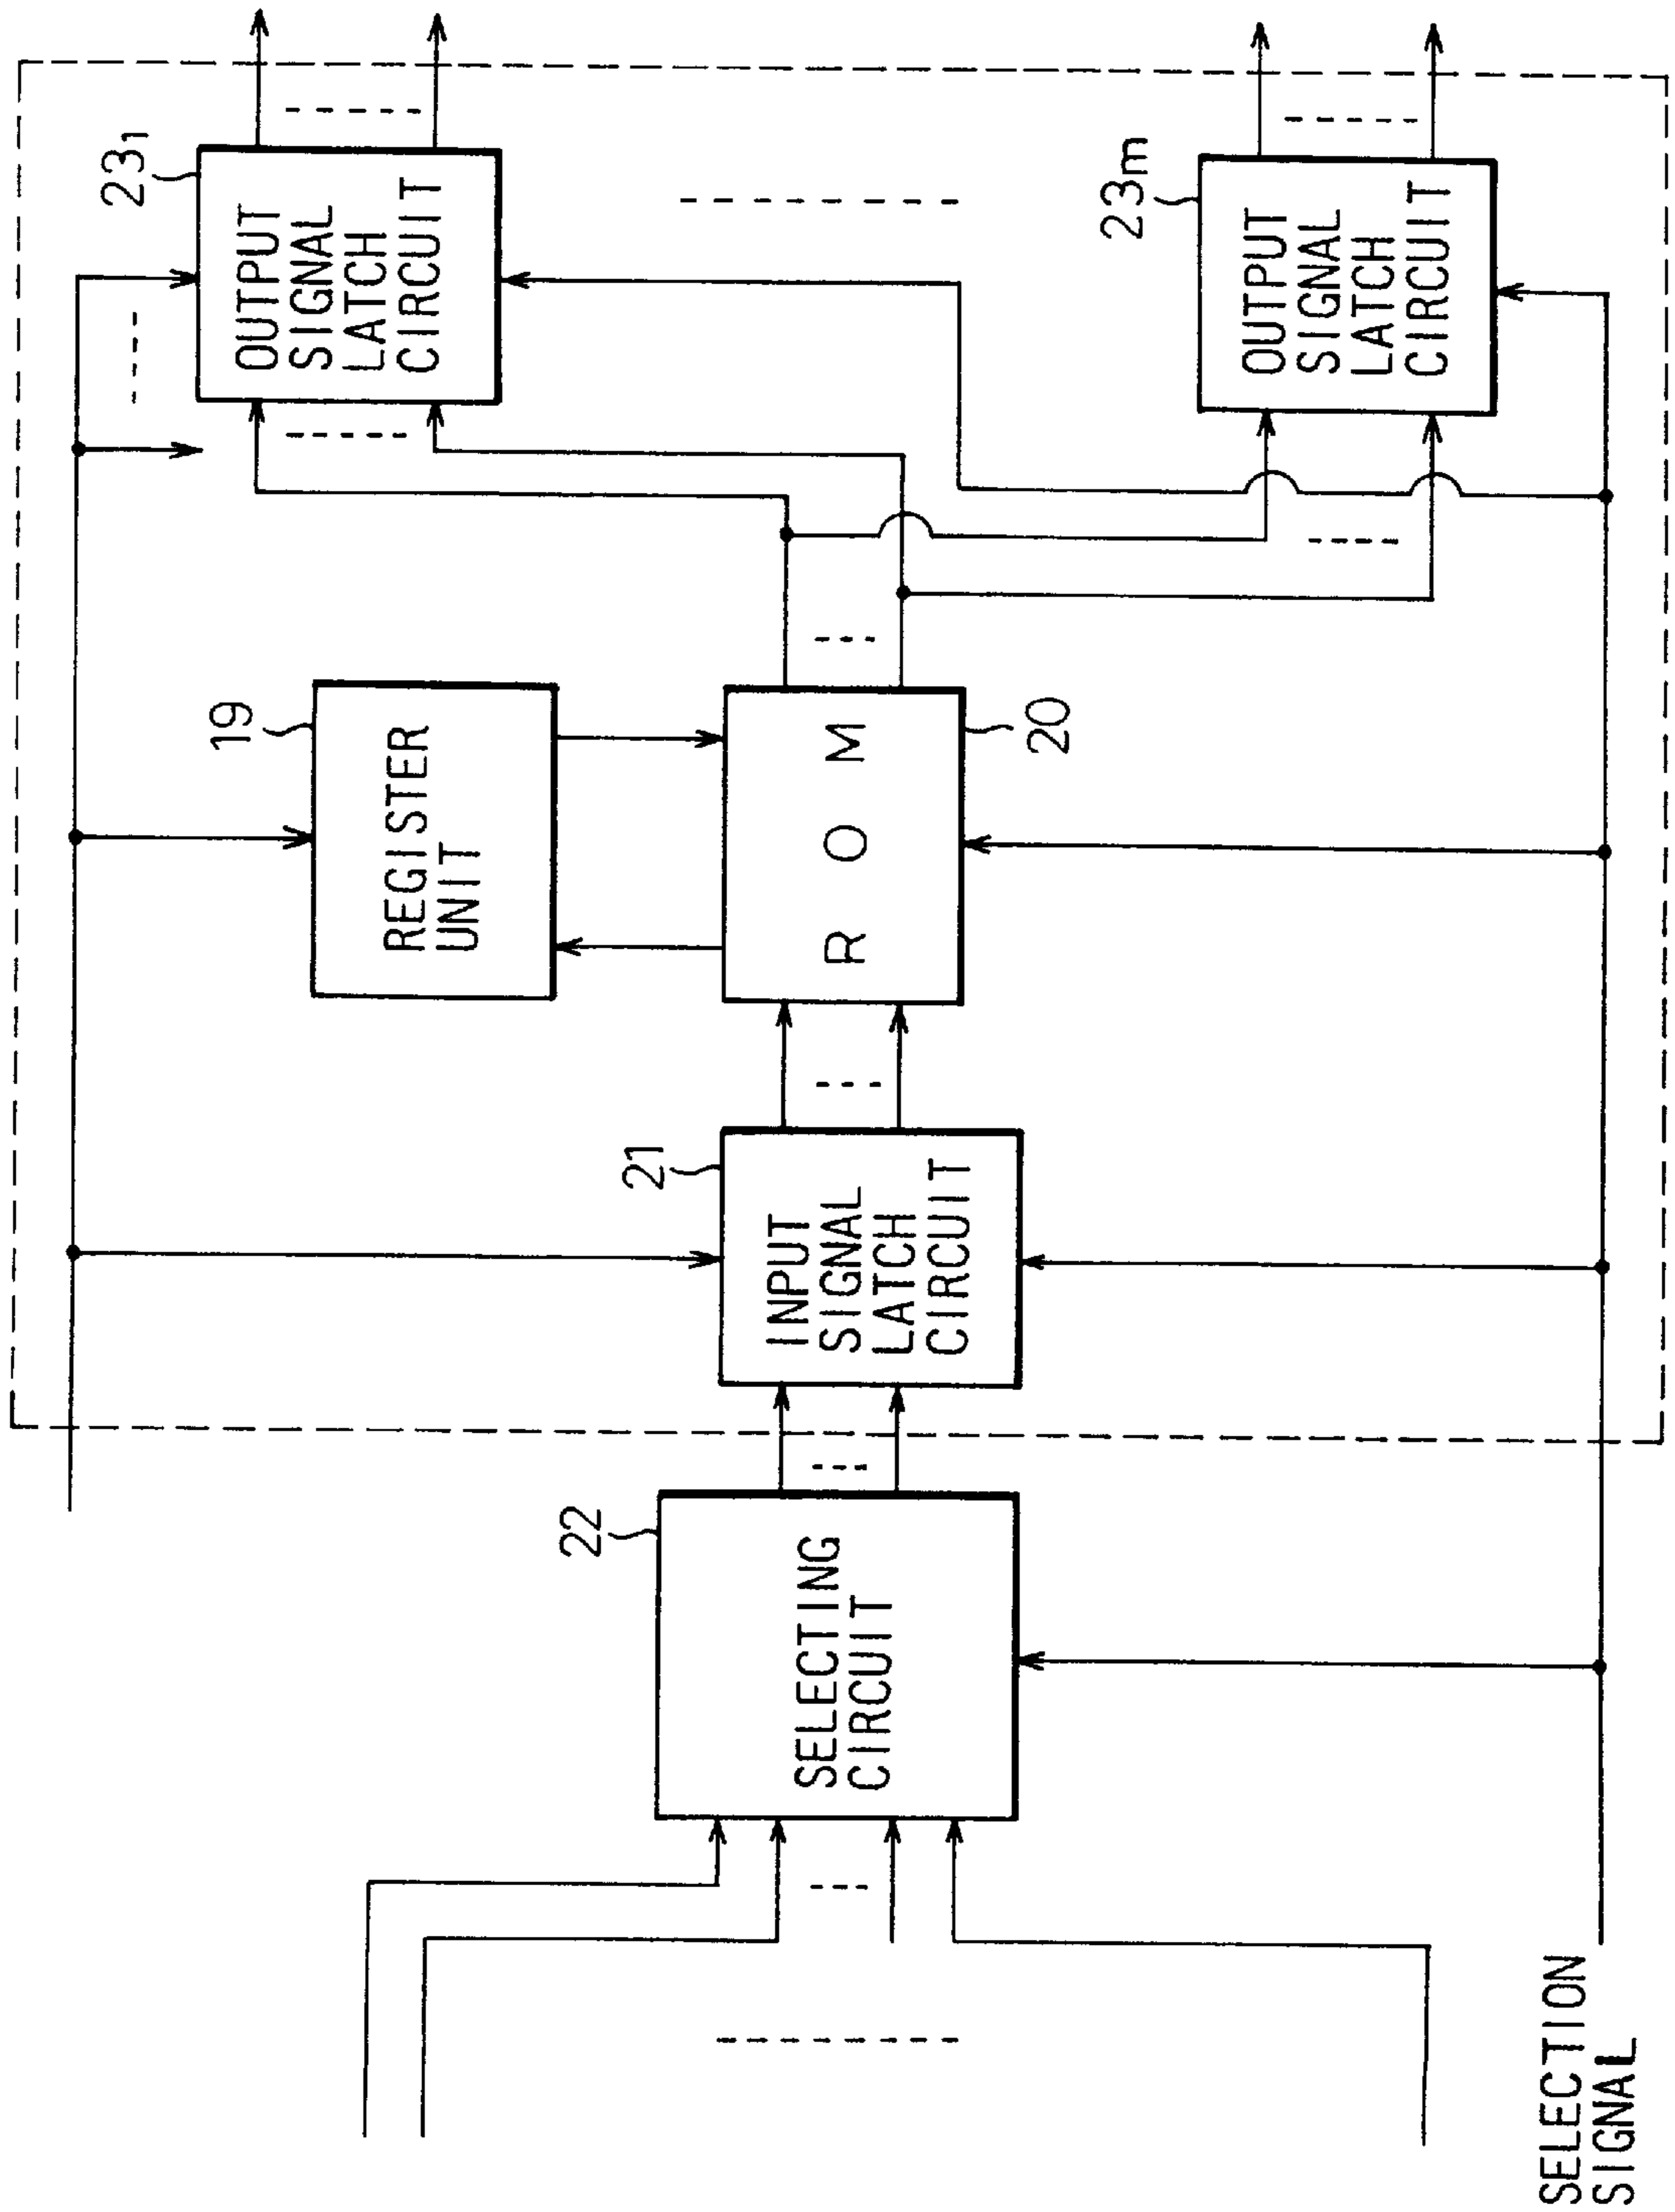 22
SELECTING
CIRCUIT
21
INPUT
SIGNAL
LATCH
CIRCUIT
19
REGISTER
UNIT
R O M
20
23₁
OUTPUT
SIGNAL
LATCH
CIRCUIT
23m
OUTPUT
SIGNAL
LATCH
CIRCUIT
SELECTION
SIGNAL